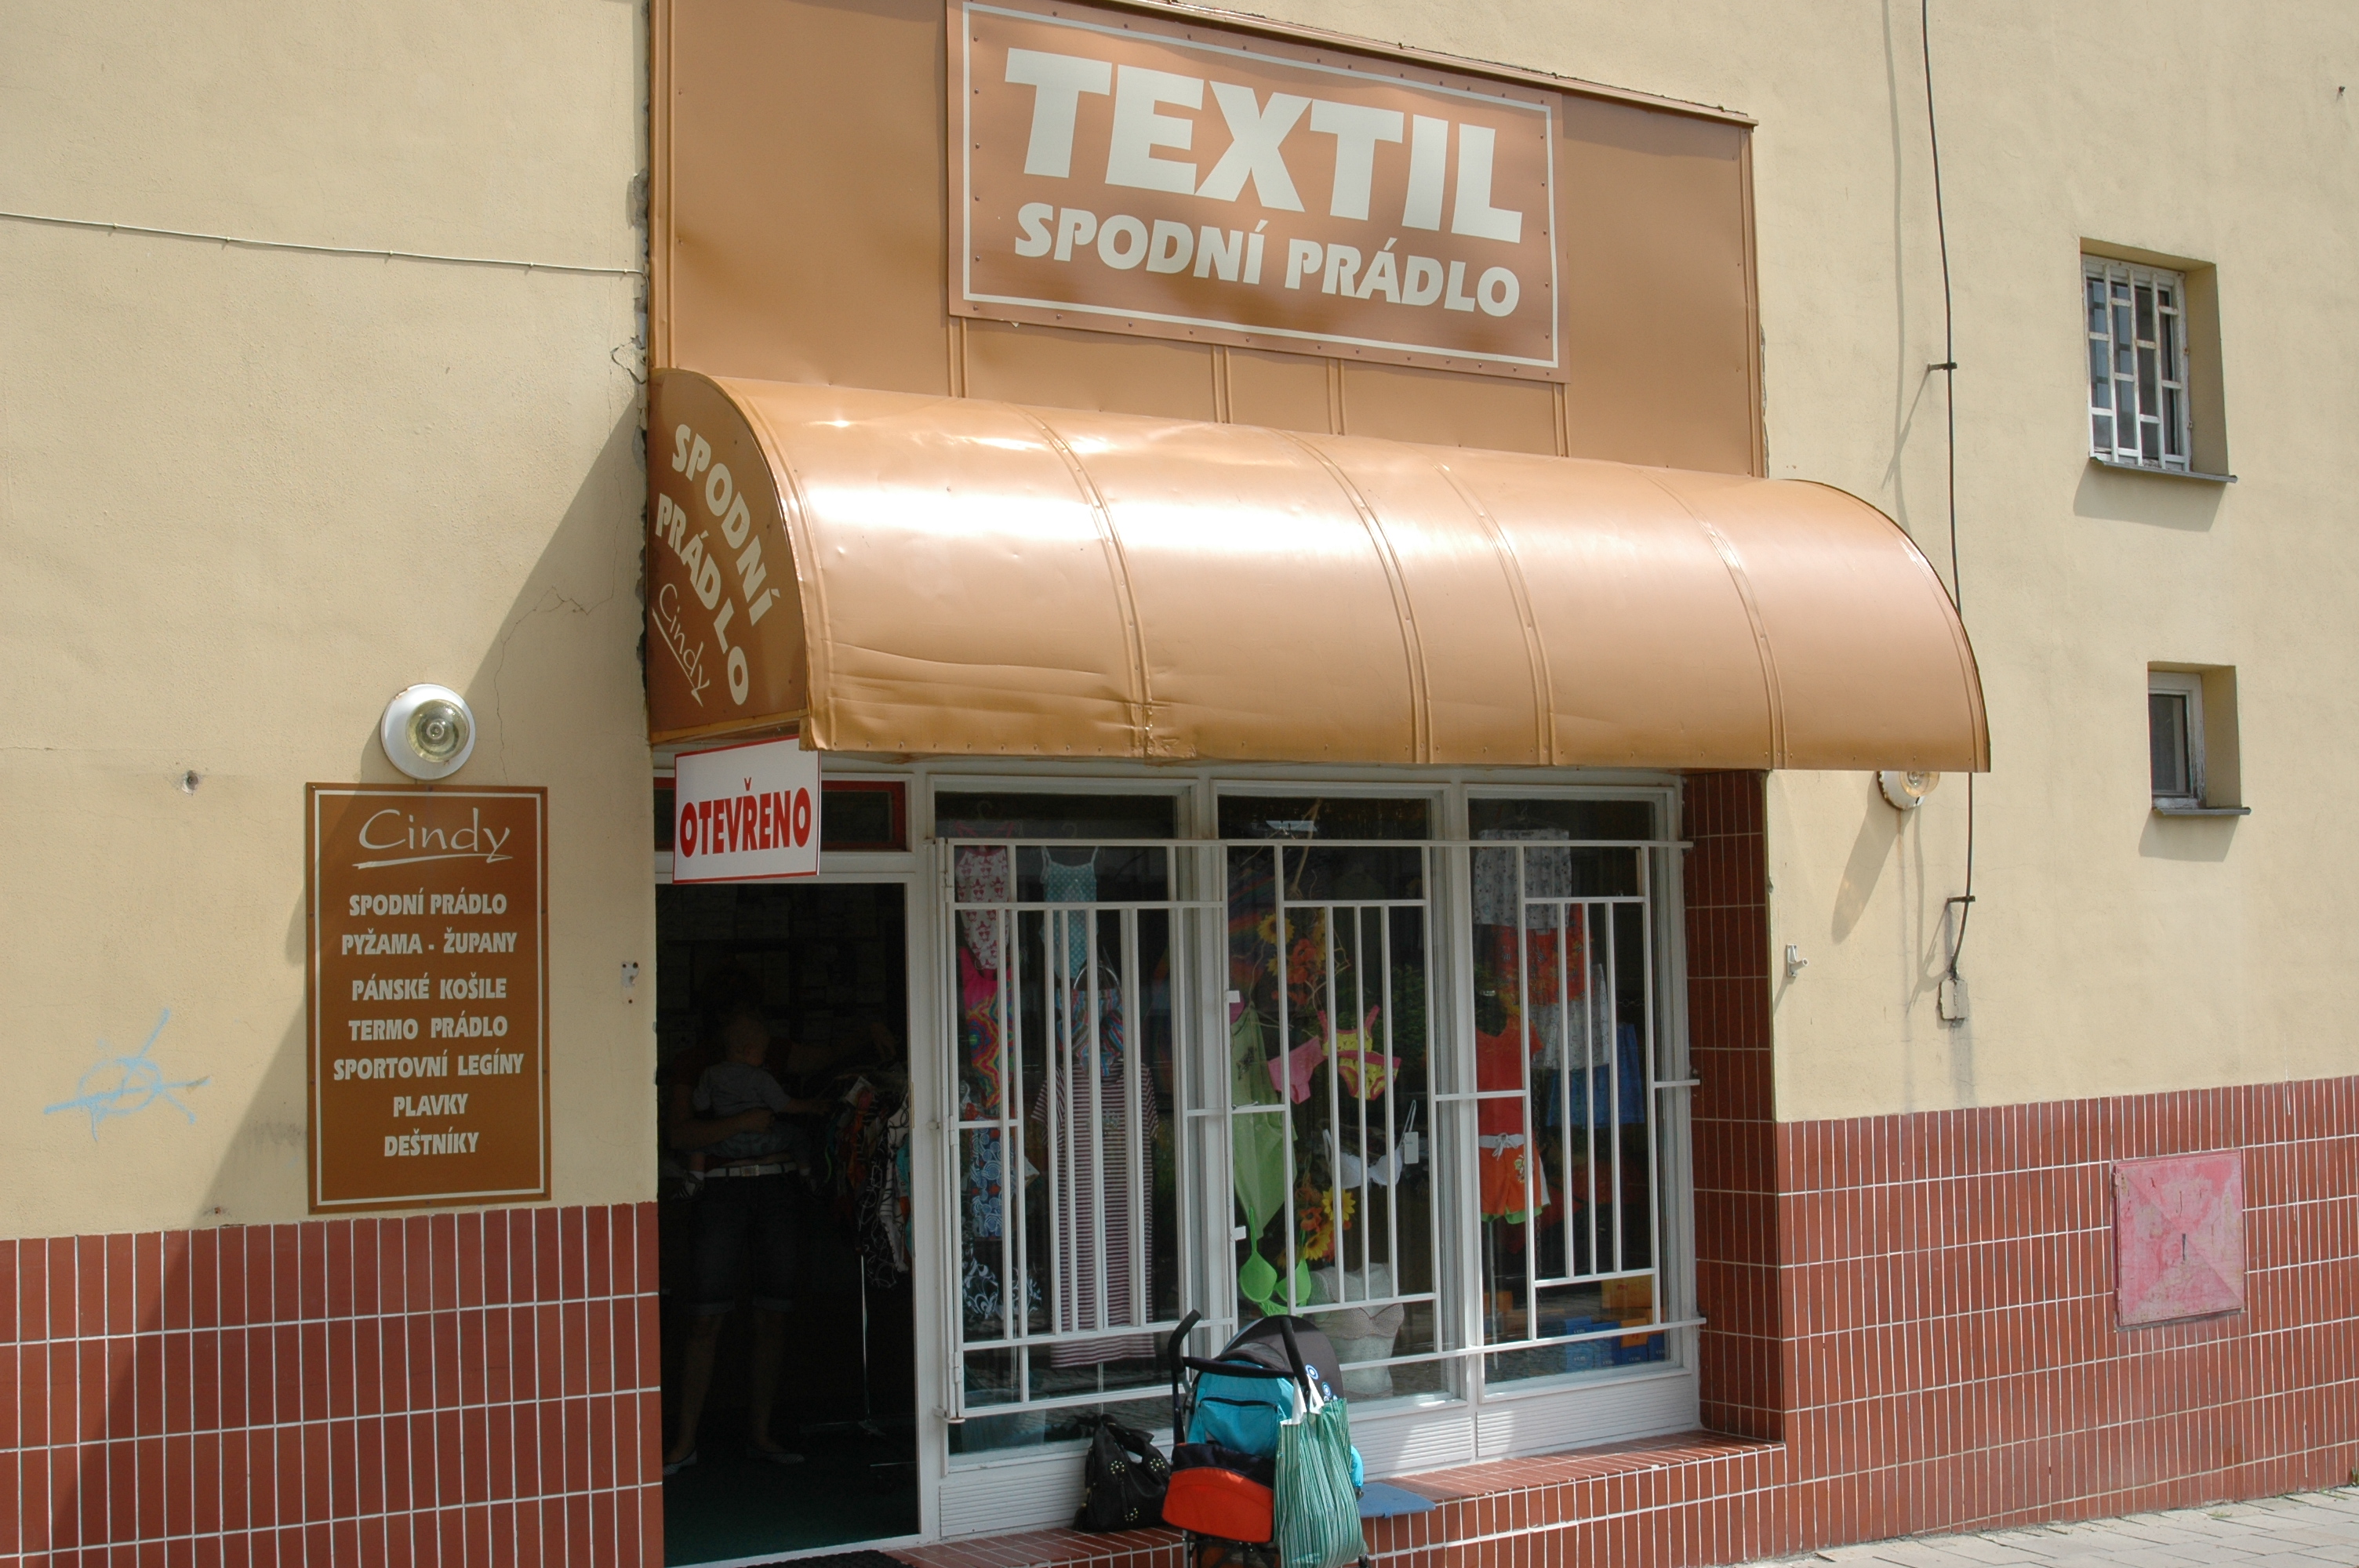 TEXTIL
SPODNÍ PRÁDLO
SPODNÍ
PRÁDLO
Cindy
OTEVŘENO
Cindy
SPODNÍ PRÁDLO
PYŽAMA - ŽUPANY
PÁNSKÉ KOŠILE
TERMO PRÁDLO
SPORTOVNÍ LEGÍNY
PLAVKY
DEŠTNÍKY